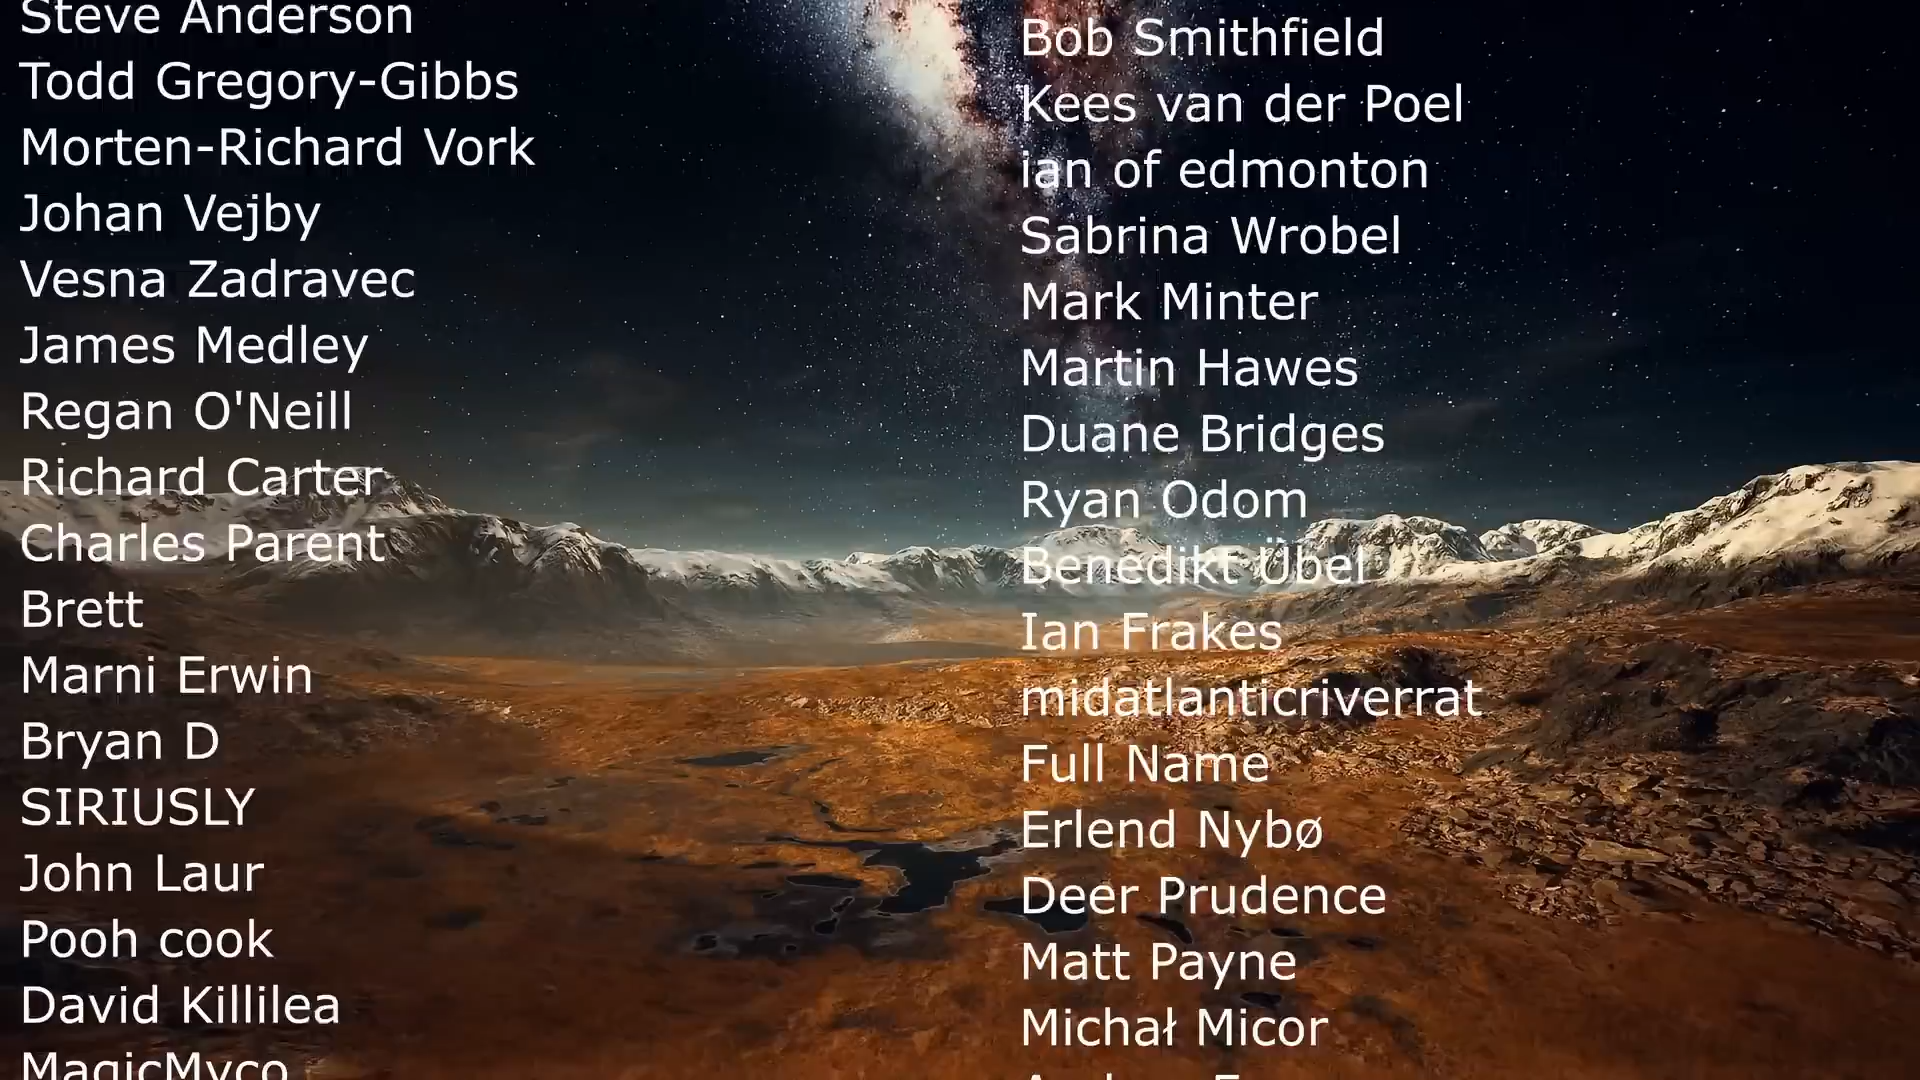 Steve Anderson
Todd Gregory-Gibbs
Morten-Richard Vork
Johan Vejby
Vesna Zadravec
James Medley
Regan O'Neill
Richard Carter
Charles Parent
Brett
Marni Erwin
Bryan D
SIRIUSLY
John Laur
Pooh cook
David Killilea
MagicMyco
Bob Smithfield
Kees van der Poel
ian of edmonton
Sabrina Wrobel
Mark Minter
Martin Hawes
Duane Bridges
Ryan Odom
Benedikt Übel
Ian Frakes
midatlanticriverrat
Full Name
Erlend Nybø
Deer Prudence
Matt Payne
Michał Micor